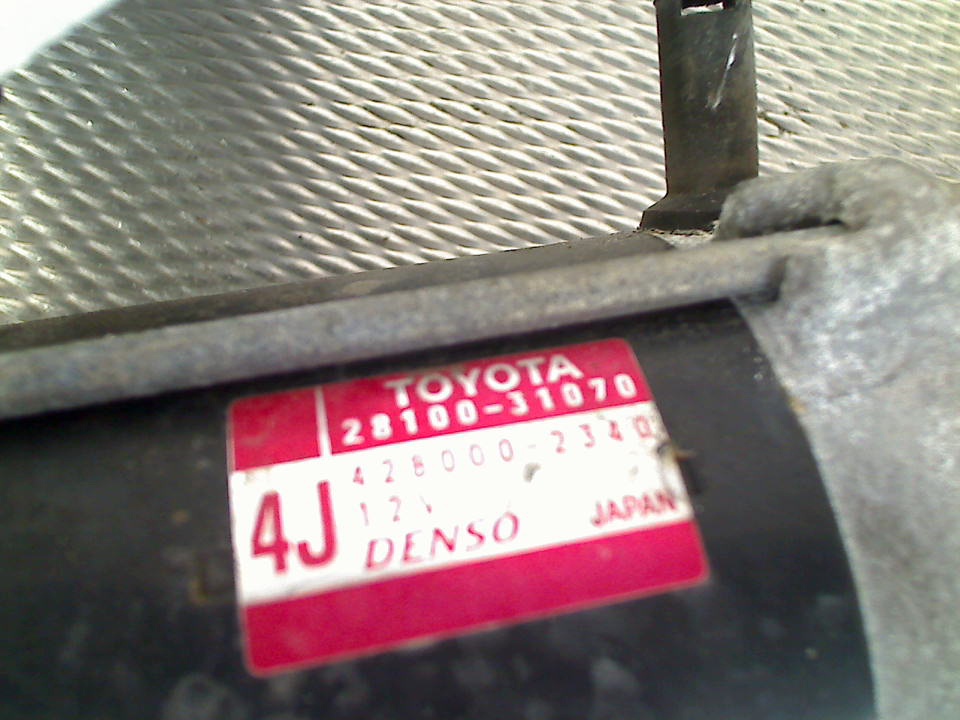 TOYOTA
28100-31070
428000-2340
12V
4J
DENSO
JAPAN